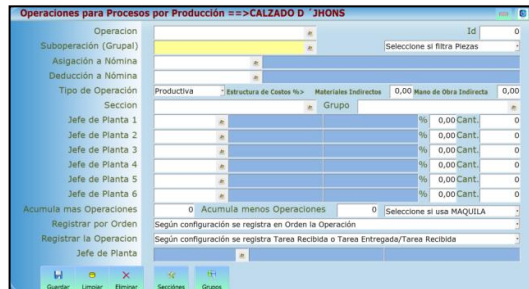 Operaciones para Procesos por Producción ==>CALZADO D ´JHONS
Operacion Id 0
Suboperación (Grupal) Seleccione si filtra Piezas
Asigación a Nómina
Deducción a Nómina
Tipo de Operación Productiva Estructura de Costos %> Materiales Indirectos 0,00 Mano de Obra Indirecta 0,00
Seccion Grupo
Jefe de Planta 1 % 0,00 Cant. 0
Jefe de Planta 2 % 0,00 Cant. 0
Jefe de Planta 3 % 0,00 Cant. 0
Jefe de Planta 4 % 0,00 Cant. 0
Jefe de Planta 5 % 0,00 Cant. 0
Jefe de Planta 6 % 0,00 Cant. 0
Acumula mas Operaciones 0 Acumula menos Operaciones 0 Seleccione si usa MAQUILA
Registrar por Orden Según configuración se registra en Orden la Operación
Registrar la Operacion Según configuración se registra Tarea Recibida o Tarea Entregada/Tarea Recibida
Jefe de Planta
Guardar Limpiar Eliminar Secciónes Grupos